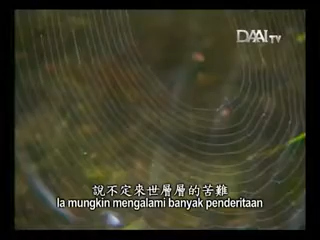 DAAI TV
說不定來世層層的苦難
Ia mungkin mengalami banyak penderitaan